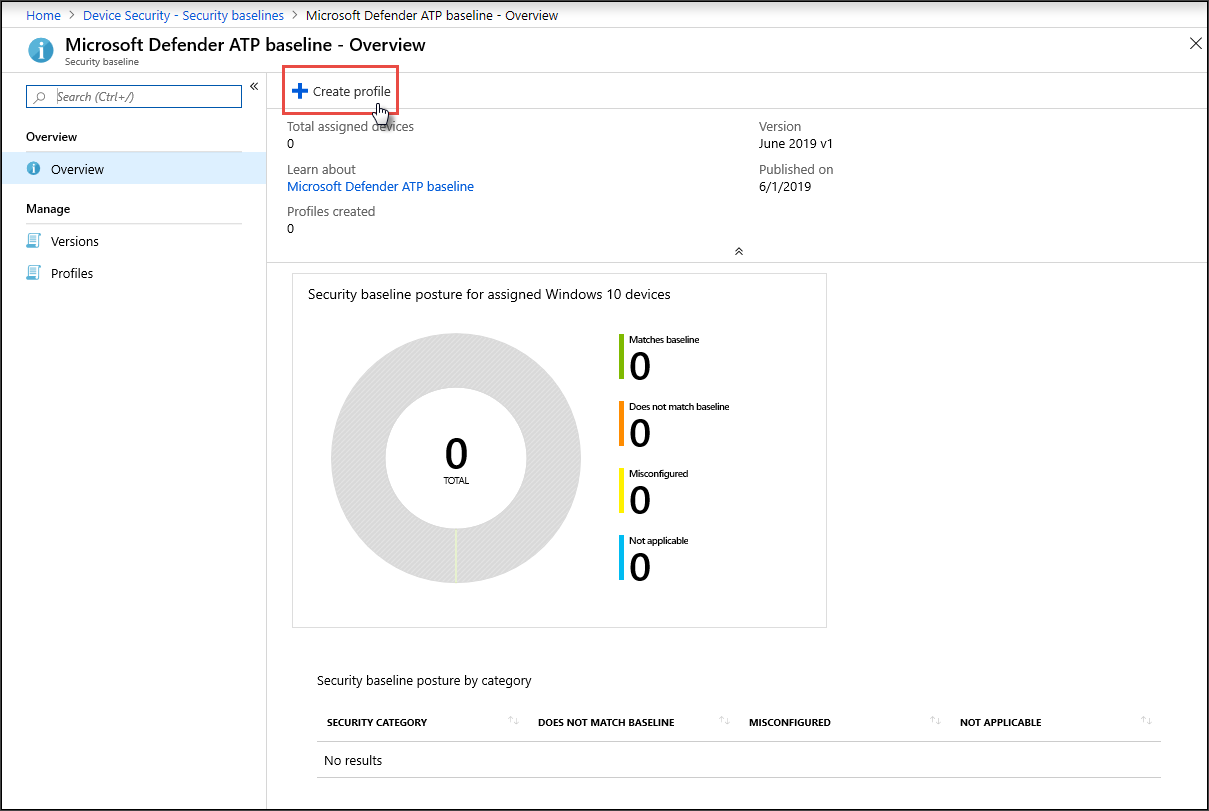 Home > Device Security - Security baselines > Microsoft Defender ATP baseline - Overview
Microsoft Defender ATP baseline - Overview
Security baseline
Search (Ctrl+/)
Overview
Overview
Manage
Versions
Profiles
Create profile
Total assigned devices
0
Learn about
Microsoft Defender ATP baseline
Profiles created
0
Version
June 2019 v1
Published on
6/1/2019
Security baseline posture for assigned Windows 10 devices
0
TOTAL
Matches baseline
0
Does not match baseline
0
Misconfigured
0
Not applicable
0
Security baseline posture by category
SECURITY CATEGORY DOES NOT MATCH BASELINE MISCONFIGURED NOT APPLICABLE
No results